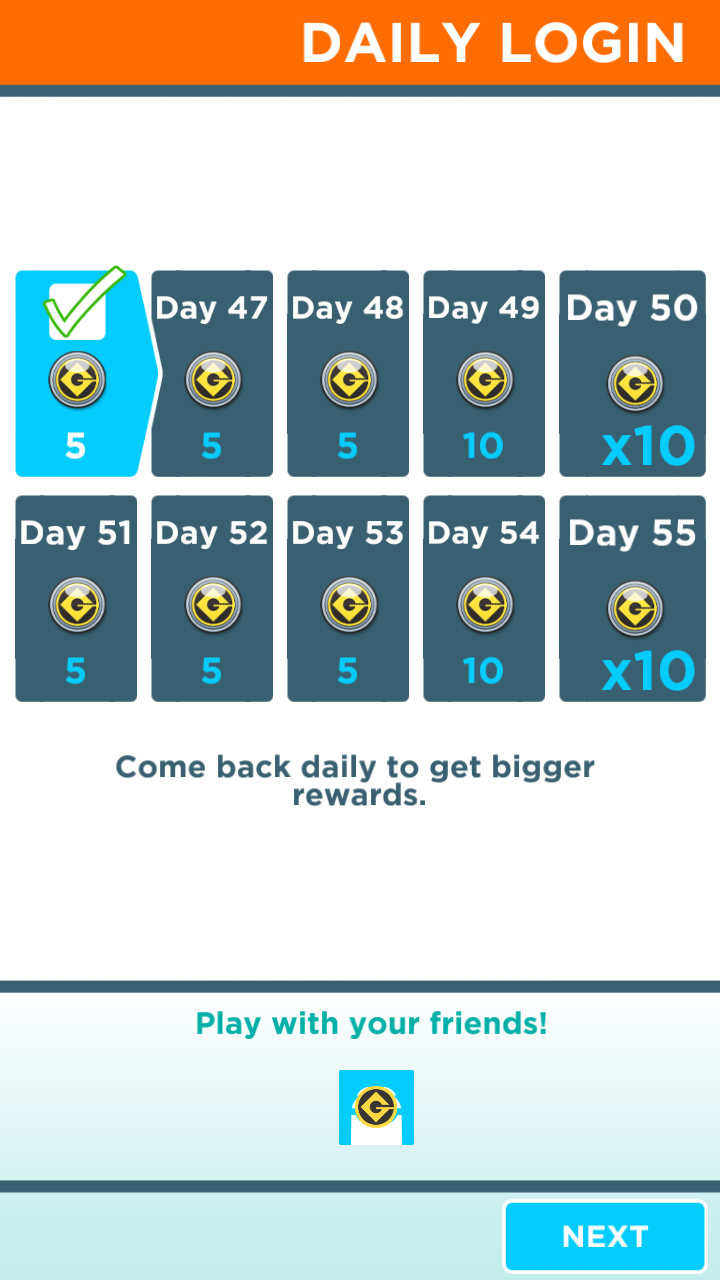 DAILY LOGIN
Day 47
Day 48
Day 49
Day 50
5
5
5
10
x10
Day 51
Day 52
Day 53
Day 54
Day 55
5
5
5
10
x10
Come back daily to get bigger
rewards.
Play with your friends!
NEXT